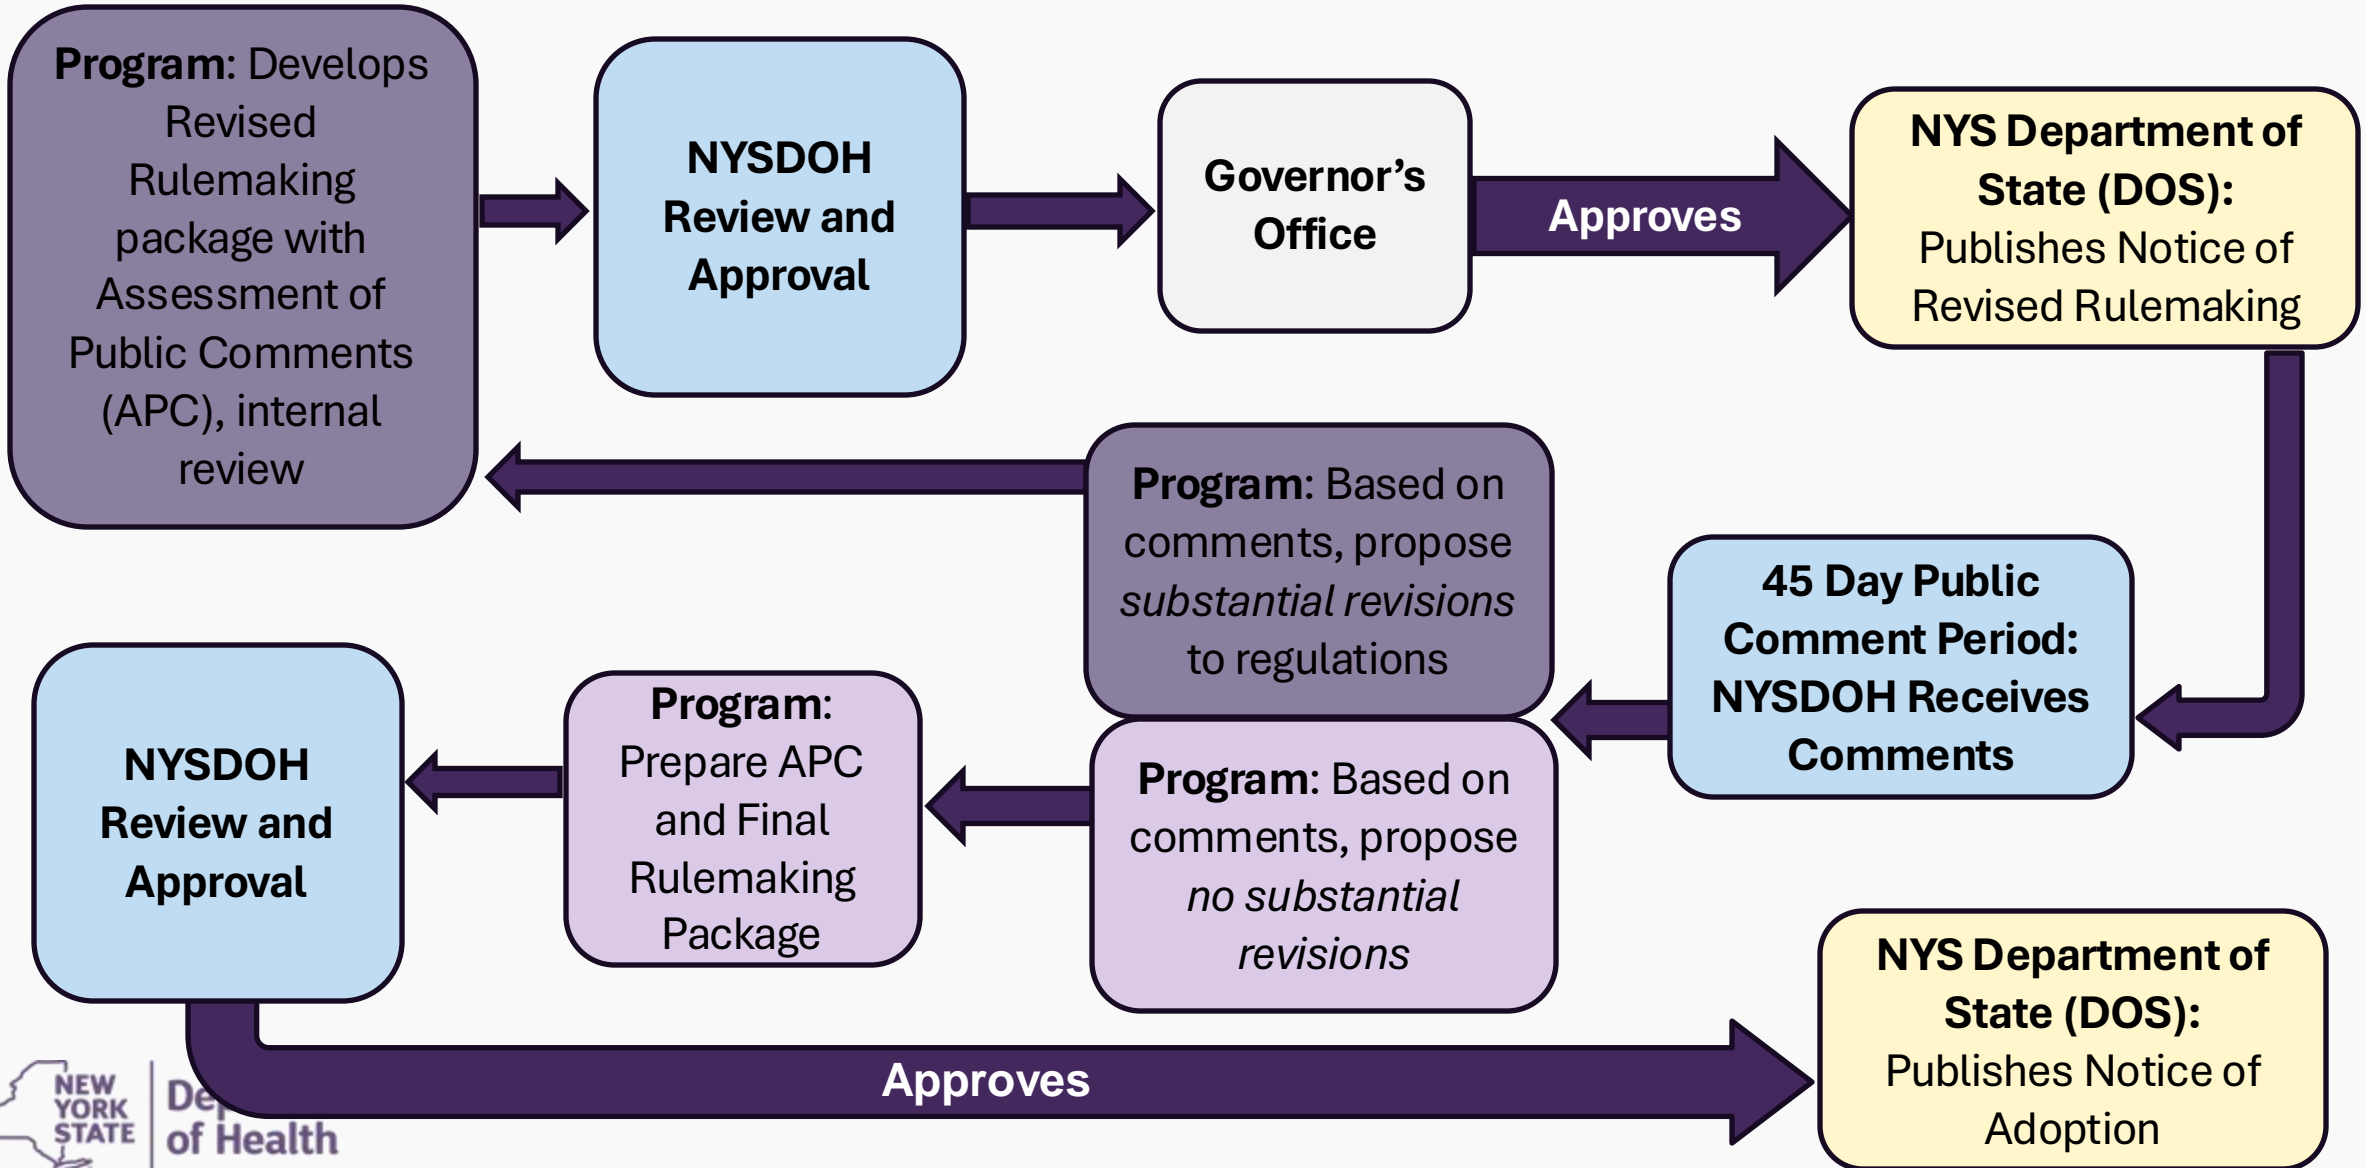 Program: Develops
Revised
Rulemaking
package with
Assessment of
Public Comments
(APC), internal
review
NYSDOH
Review and
Approval
Governor’s
Office
Approves
NYS Department of
State (DOS):
Publishes Notice of
Revised Rulemaking
45 Day Public
Comment Period:
NYSDOH Receives
Comments
Program: Based on
comments, propose
substantial revisions
to regulations
Program: Based on
comments, propose
no substantial
revisions
Program:
Prepare APC
and Final
Rulemaking
Package
NYSDOH
Review and
Approval
Approves
NYS Department of
State (DOS):
Publishes Notice of
Adoption
NEW
YORK
STATE
of Health